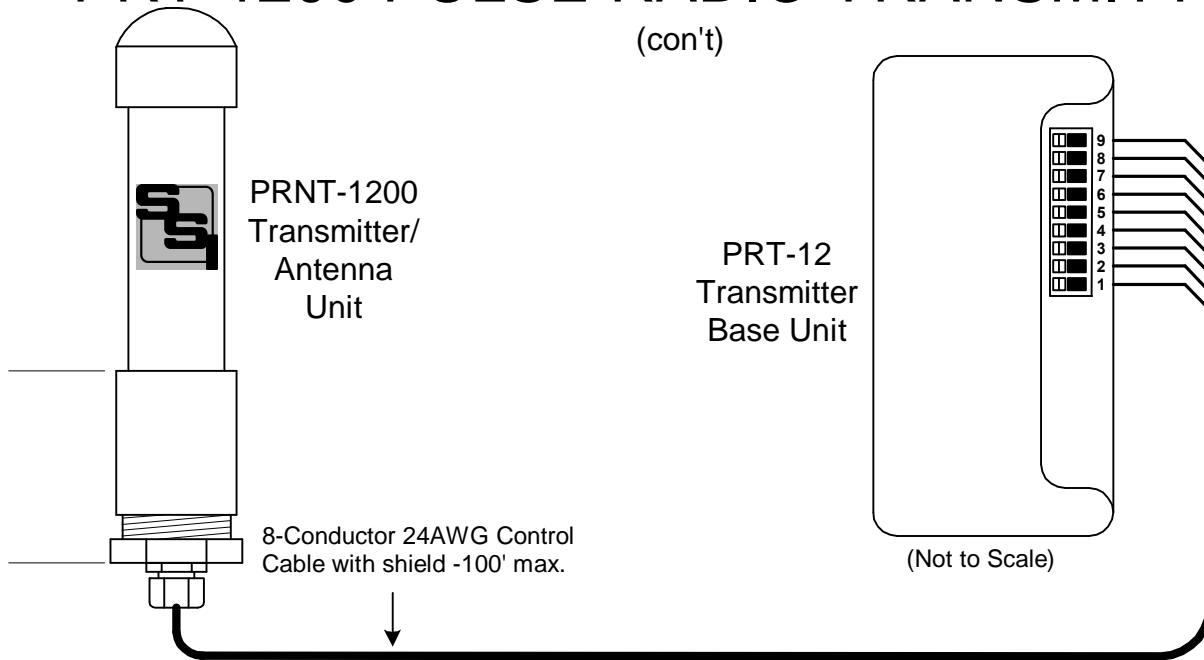 (con't)
SSI
PRNT-1200
Transmitter/
Antenna
Unit
PRT-12
Transmitter
Base Unit
9
8
7
6
5
4
3
2
1
8-Conductor 24AWG Control
Cable with shield -100' max.
(Not to Scale)